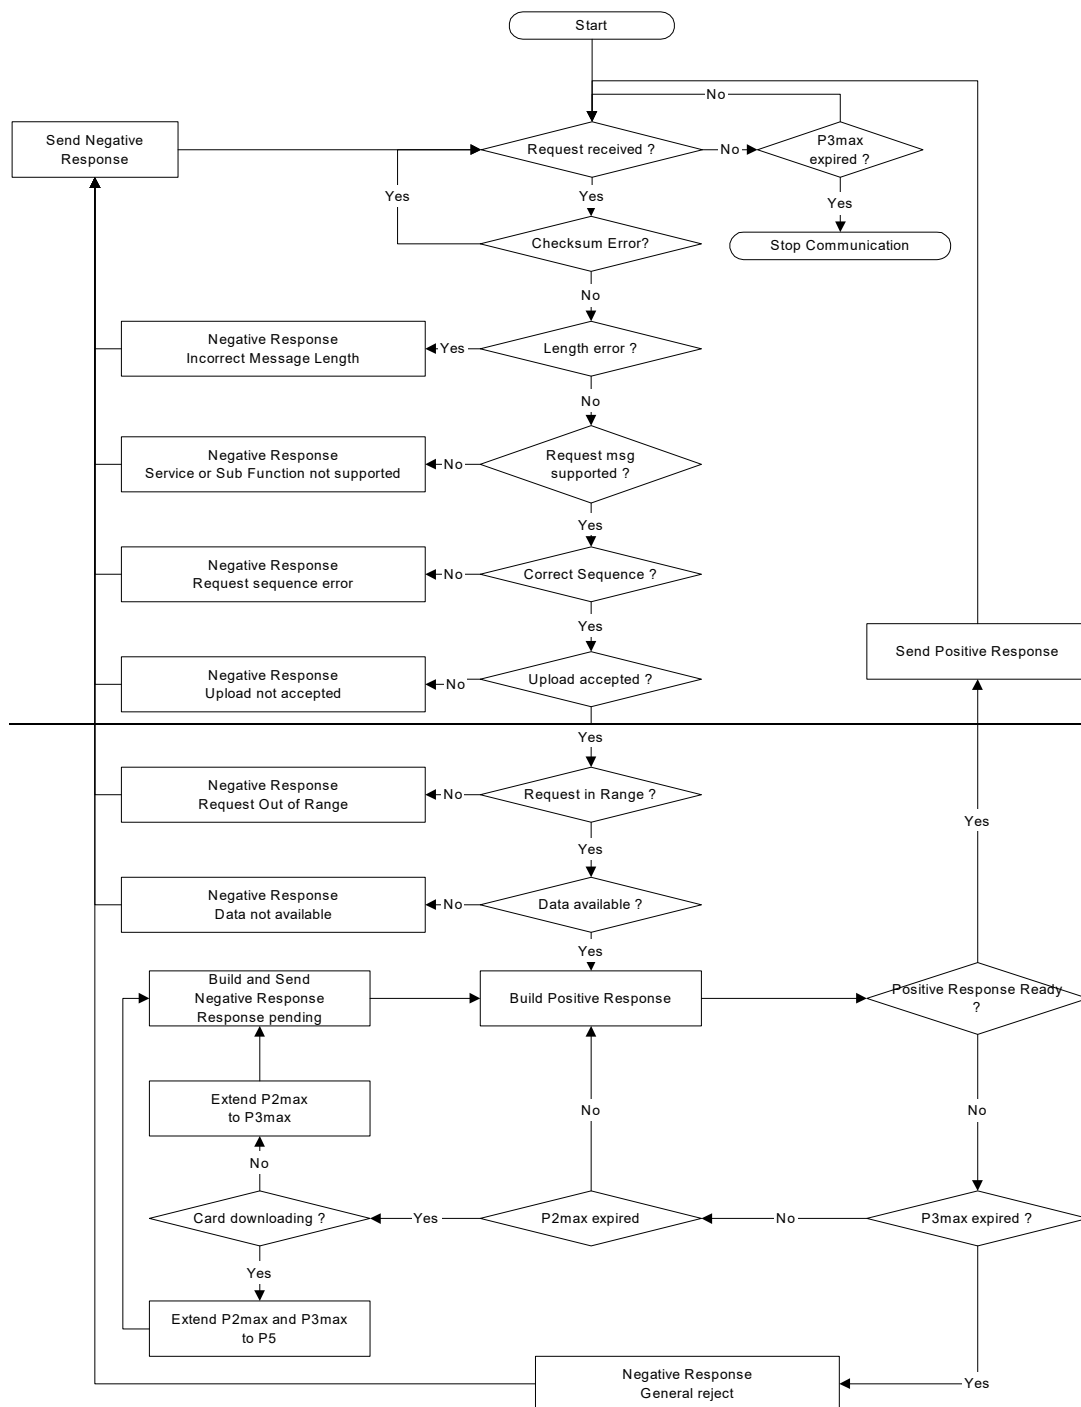 Start
No
Send Negative
Response
Request received ?
No
P3max
expired ?
Yes
Yes
Yes
Checksum Error?
Stop Communication
No
Negative Response
Incorrect Message Length
Yes
Length error ?
No
Negative Response
Service or Sub Function not supported
No
Request msg
supported ?
Yes
Negative Response
Request sequence error
No
Correct Sequence ?
Yes
Send Positive Response
Negative Response
Upload not accepted
No
Upload accepted ?
Yes
Negative Response
Request Out of Range
No
Request in Range ?
Yes
Yes
Negative Response
Data not available
No
Data available ?
Yes
Build and Send
Negative Response
Response pending
Build Positive Response
Positive Response Ready
?
Extend P2max
to P3max
No
No
No
Card downloading ?
Yes
P2max expired
No
P3max expired ?
Yes
Extend P2max and P3max
to P5
Negative Response
General reject
Yes